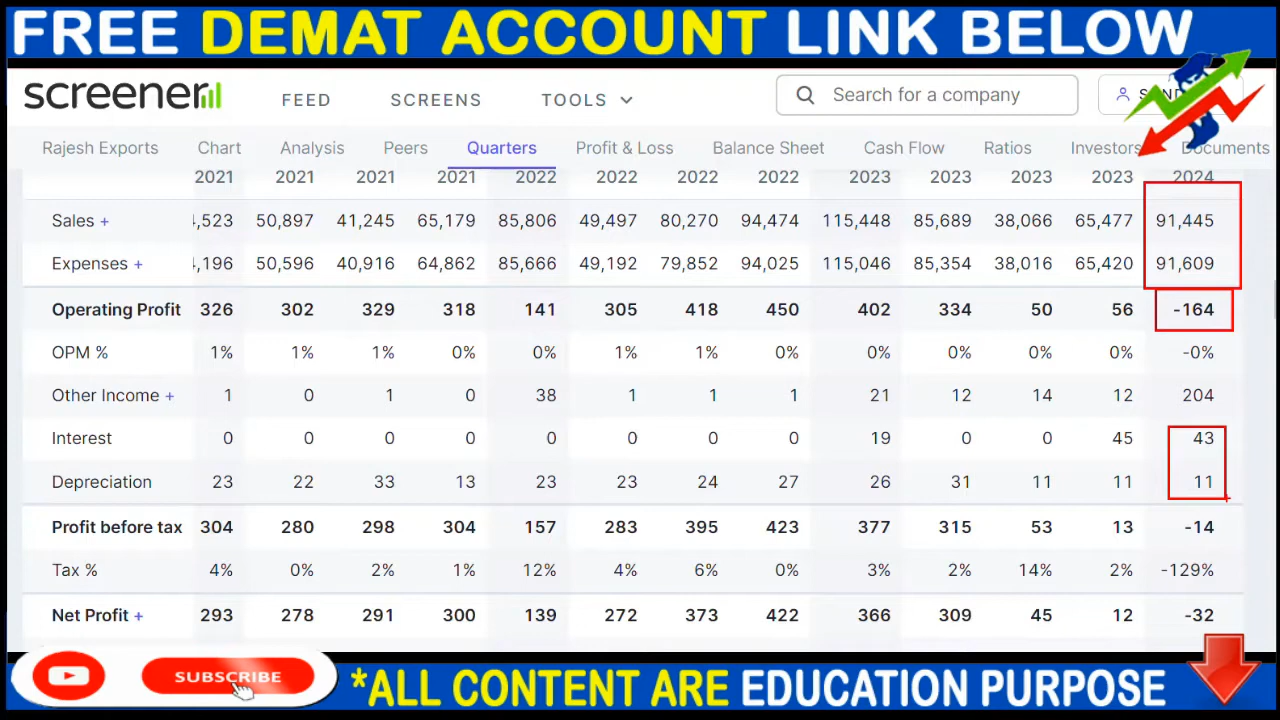 FREE DEMAT ACCOUNT LINK BELOW
screener
FEED SCREENS TOOLS
Search for a company
Rajesh Exports Chart Analysis Peers Quarters Profit & Loss Balance Sheet Cash Flow Ratios Investors Documents
2021 2021 2021 2021 2022 2022 2022 2022 2023 2023 2023 2023 2024
Sales + ,523 50,897 41,245 65,179 85,806 49,497 80,270 94,474 115,448 85,689 38,066 65,477 91,445
Expenses + ,196 50,596 40,916 64,862 85,666 49,192 79,852 94,025 115,046 85,354 38,016 65,420 91,609
Operating Profit 326 302 329 318 141 305 418 450 402 334 50 56 -164
OPM % 1% 1% 1% 0% 0% 1% 1% 0% 0% 0% 0% 0% -0%
Other Income + 1 0 1 0 38 1 1 1 21 12 14 12 204
Interest 0 0 0 0 0 0 0 0 19 0 0 45 43
Depreciation 23 22 33 13 23 23 24 27 26 31 11 11 11
Profit before tax 304 280 298 304 157 283 395 423 377 315 53 13 -14
Tax % 4% 0% 2% 1% 12% 4% 6% 0% 3% 2% 14% 2% -129%
Net Profit + 293 278 291 300 139 272 373 422 366 309 45 12 -32
SUBSCRIBE
*ALL CONTENT ARE EDUCATION PURPOSE